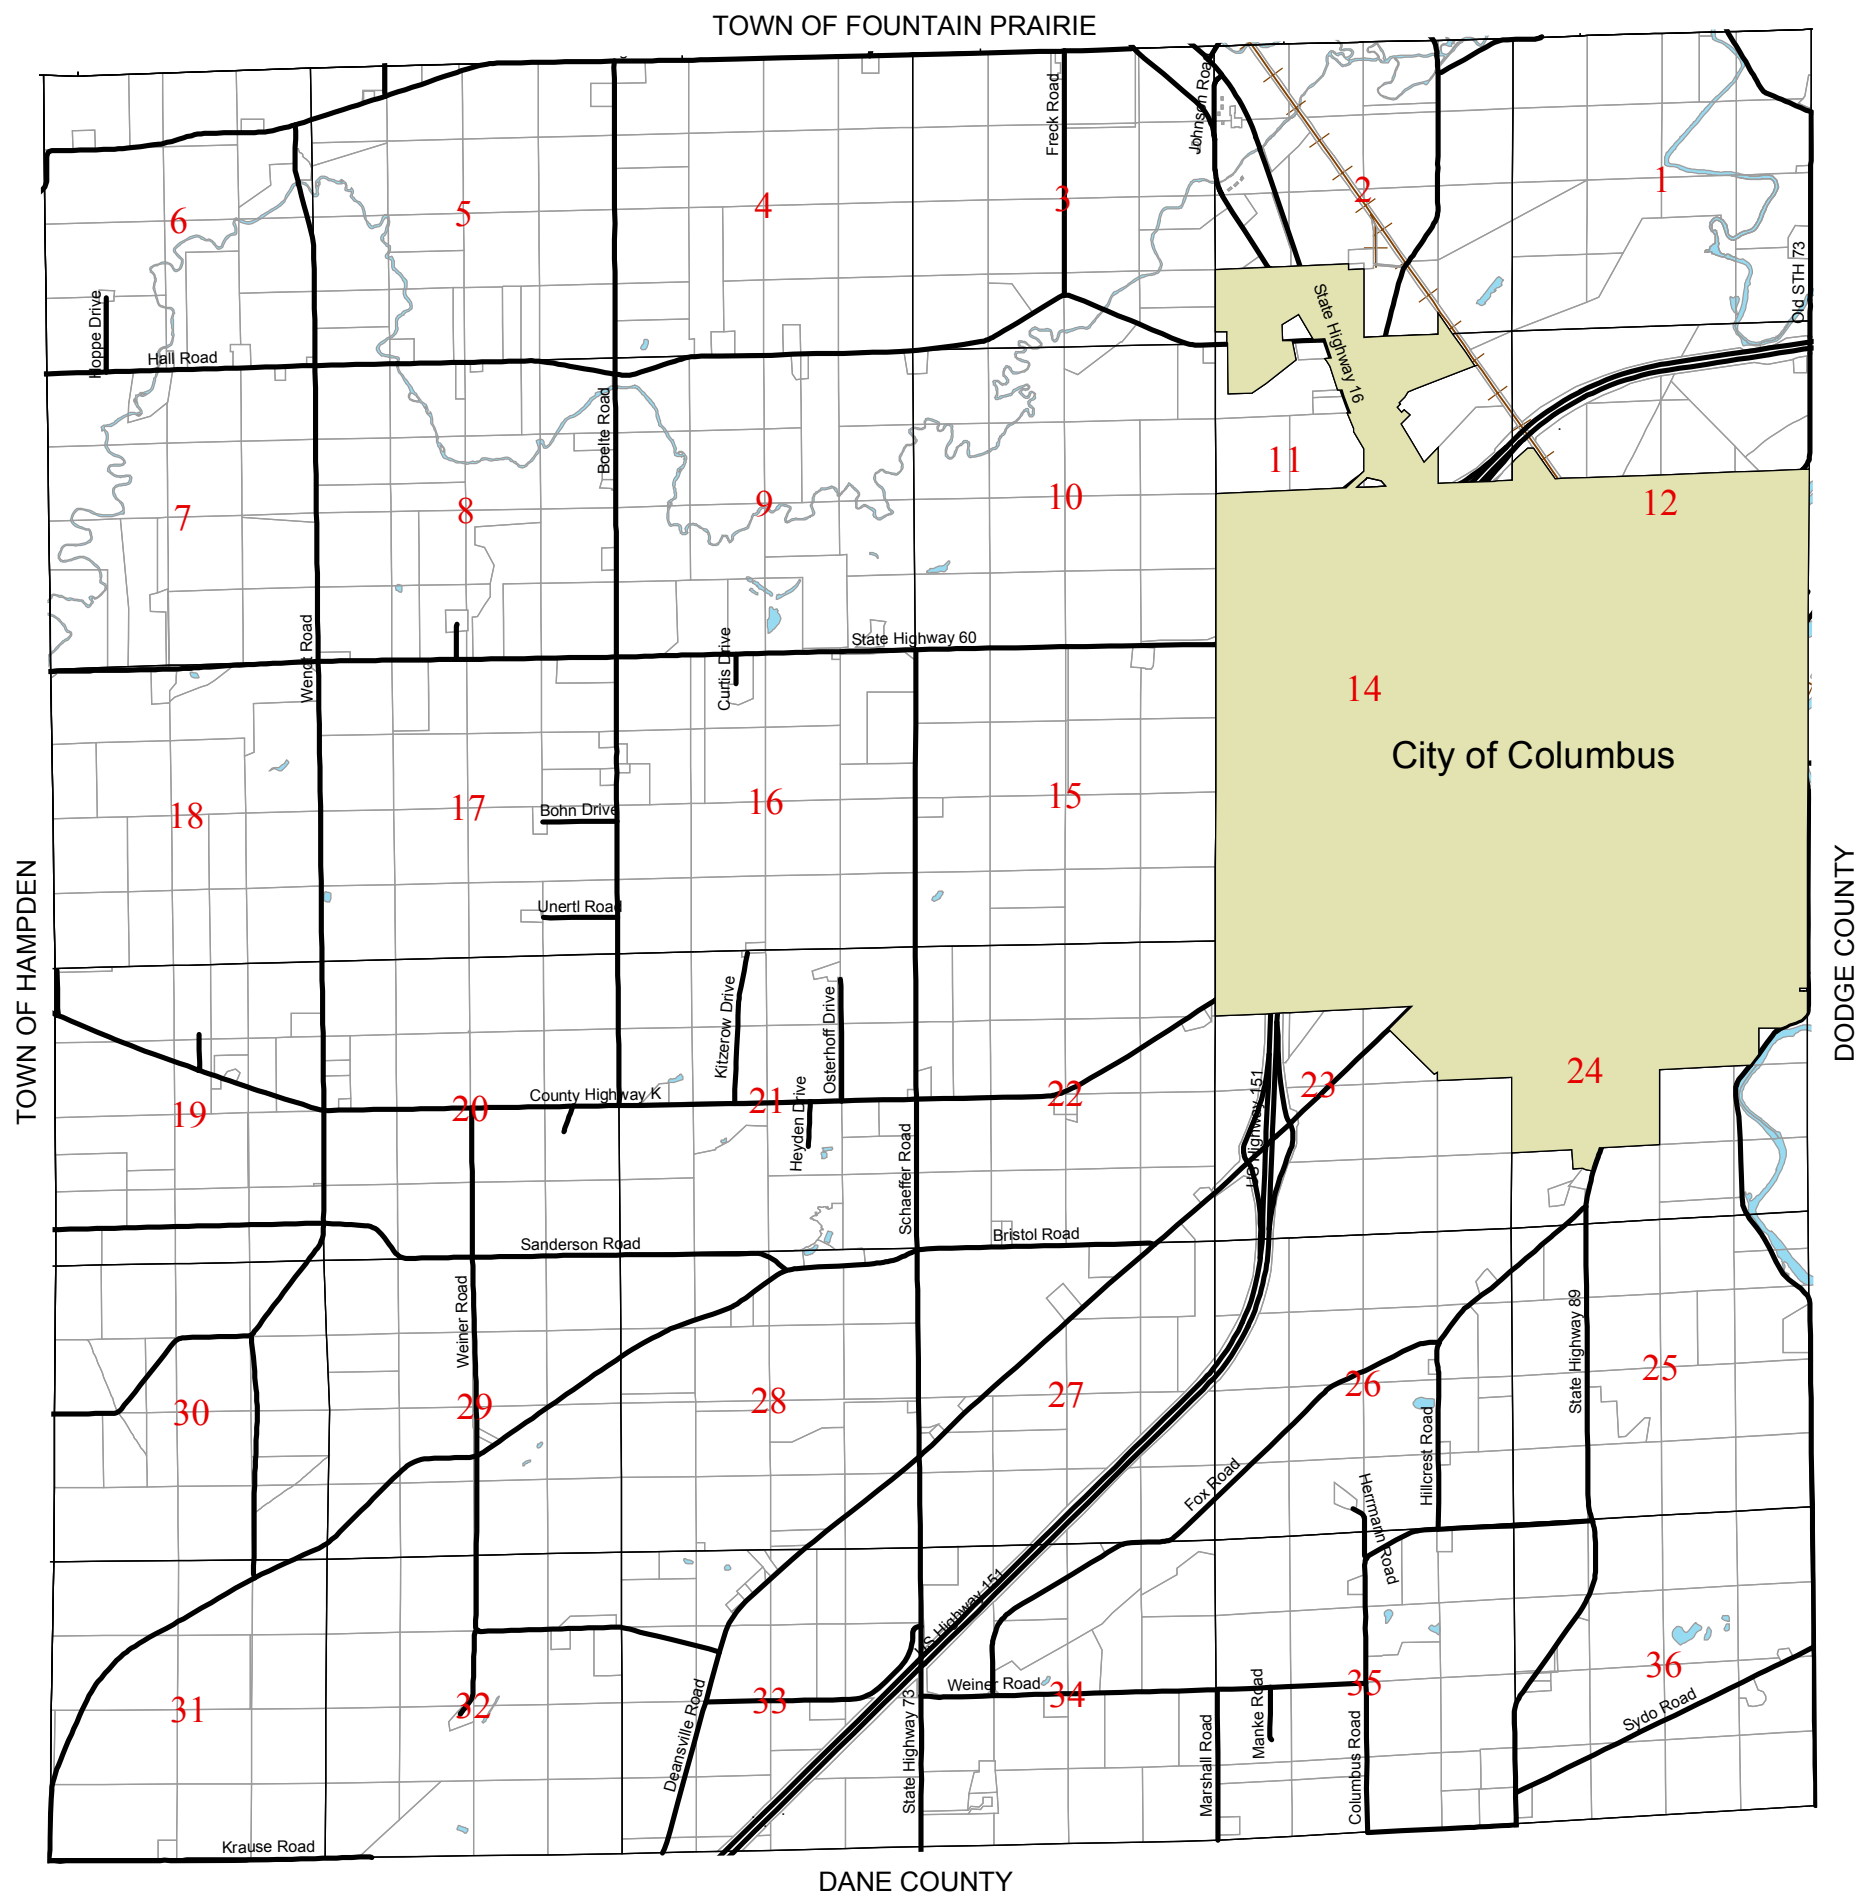 TOWN OF FOUNTAIN PRAIRIE
Freck Road
Johnson Road
6
5
4
3
2
1
Hoppe Drive
Hall Road
State Highway 16
Old STH 73
Boelte Road
7
8
9
10
11
12
Wendt Road
Curtis Drive
State Highway 60
14
City of Columbus
18
17
16
15
Bohn Drive
Unertl Road
TOWN OF HAMPDEN
DODGE COUNTY
Kitzerow Drive
Osterhoff Drive
Heyden Drive
County Highway K
19
20
21
22
23
24
US Highway 151
Schaeffer Road
Sanderson Road
Bristol Road
Weiner Road
State Highway 89
30
29
28
27
26
25
Fox Road
Hillcrest Road
Herrmann Road
US Highway 151
31
32
33
34
35
36
Deansville Road
State Highway 73
Weiner Road
Marshall Road
Manke Road
Columbus Road
Sydo Road
Krause Road
DANE COUNTY